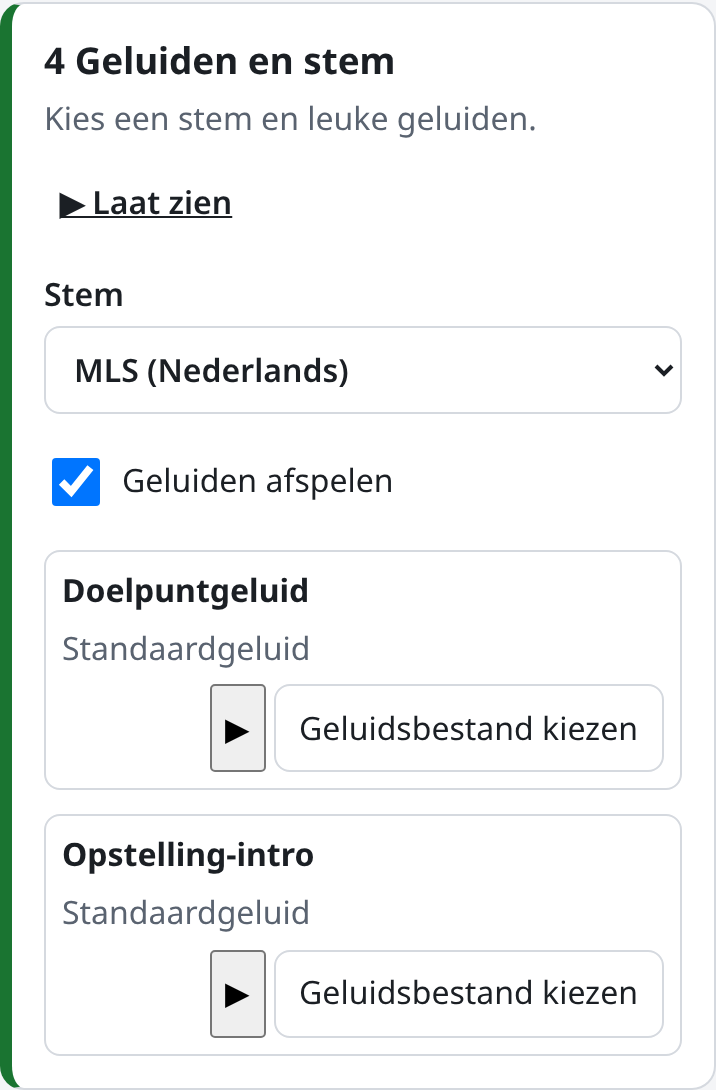 4 Geluiden en stem
Kies een stem en leuke geluiden.
▶ Laat zien
Stem
MLS (Nederlands)
Geluiden afspelen
Doelpuntgeluid
Standaardgeluid
▶ Geluidsbestand kiezen
Opstelling-intro
Standaardgeluid
▶ Geluidsbestand kiezen